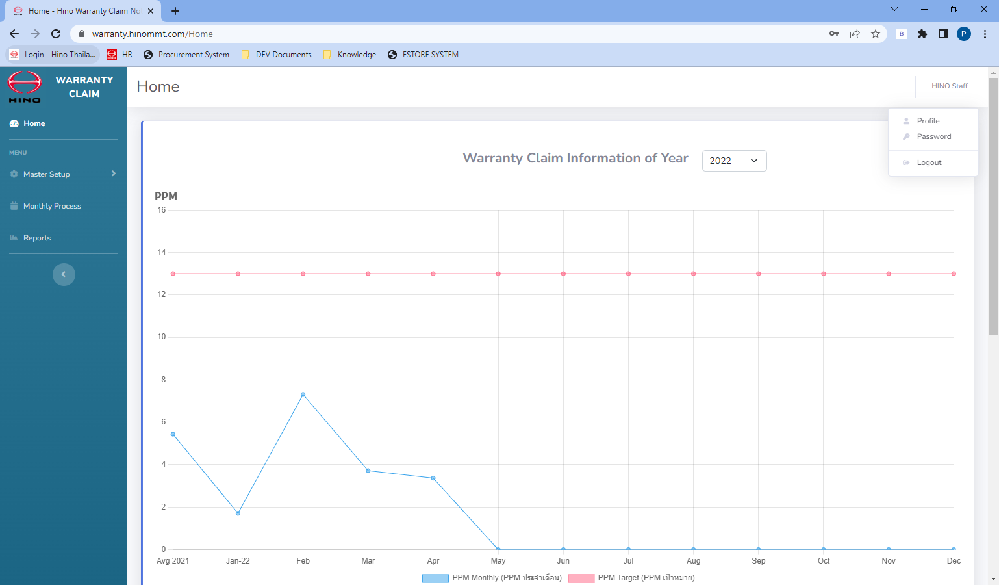 Home - Hino Warranty Claim Not
warranty.hinommt.com/Home
B
P
Login - Hino Thaila...
HR
Procurement System
DEV Documents
Knowledge
ESTORE SYSTEM
HINO
WARRANTY
CLAIM
Home
HINO Staff
Home
MENU
Master Setup
Monthly Process
Reports
Profile
Password
Logout
Warranty Claim Information of Year
2022
PPM
16
14
12
10
8
6
4
2
0
Avg 2021 Jan-22 Feb Mar Apr May Jun Jul Aug Sep Oct Nov Dec
PPM Monthly (PPM ประจำเดือน) PPM Target (PPM เป้าหมาย)